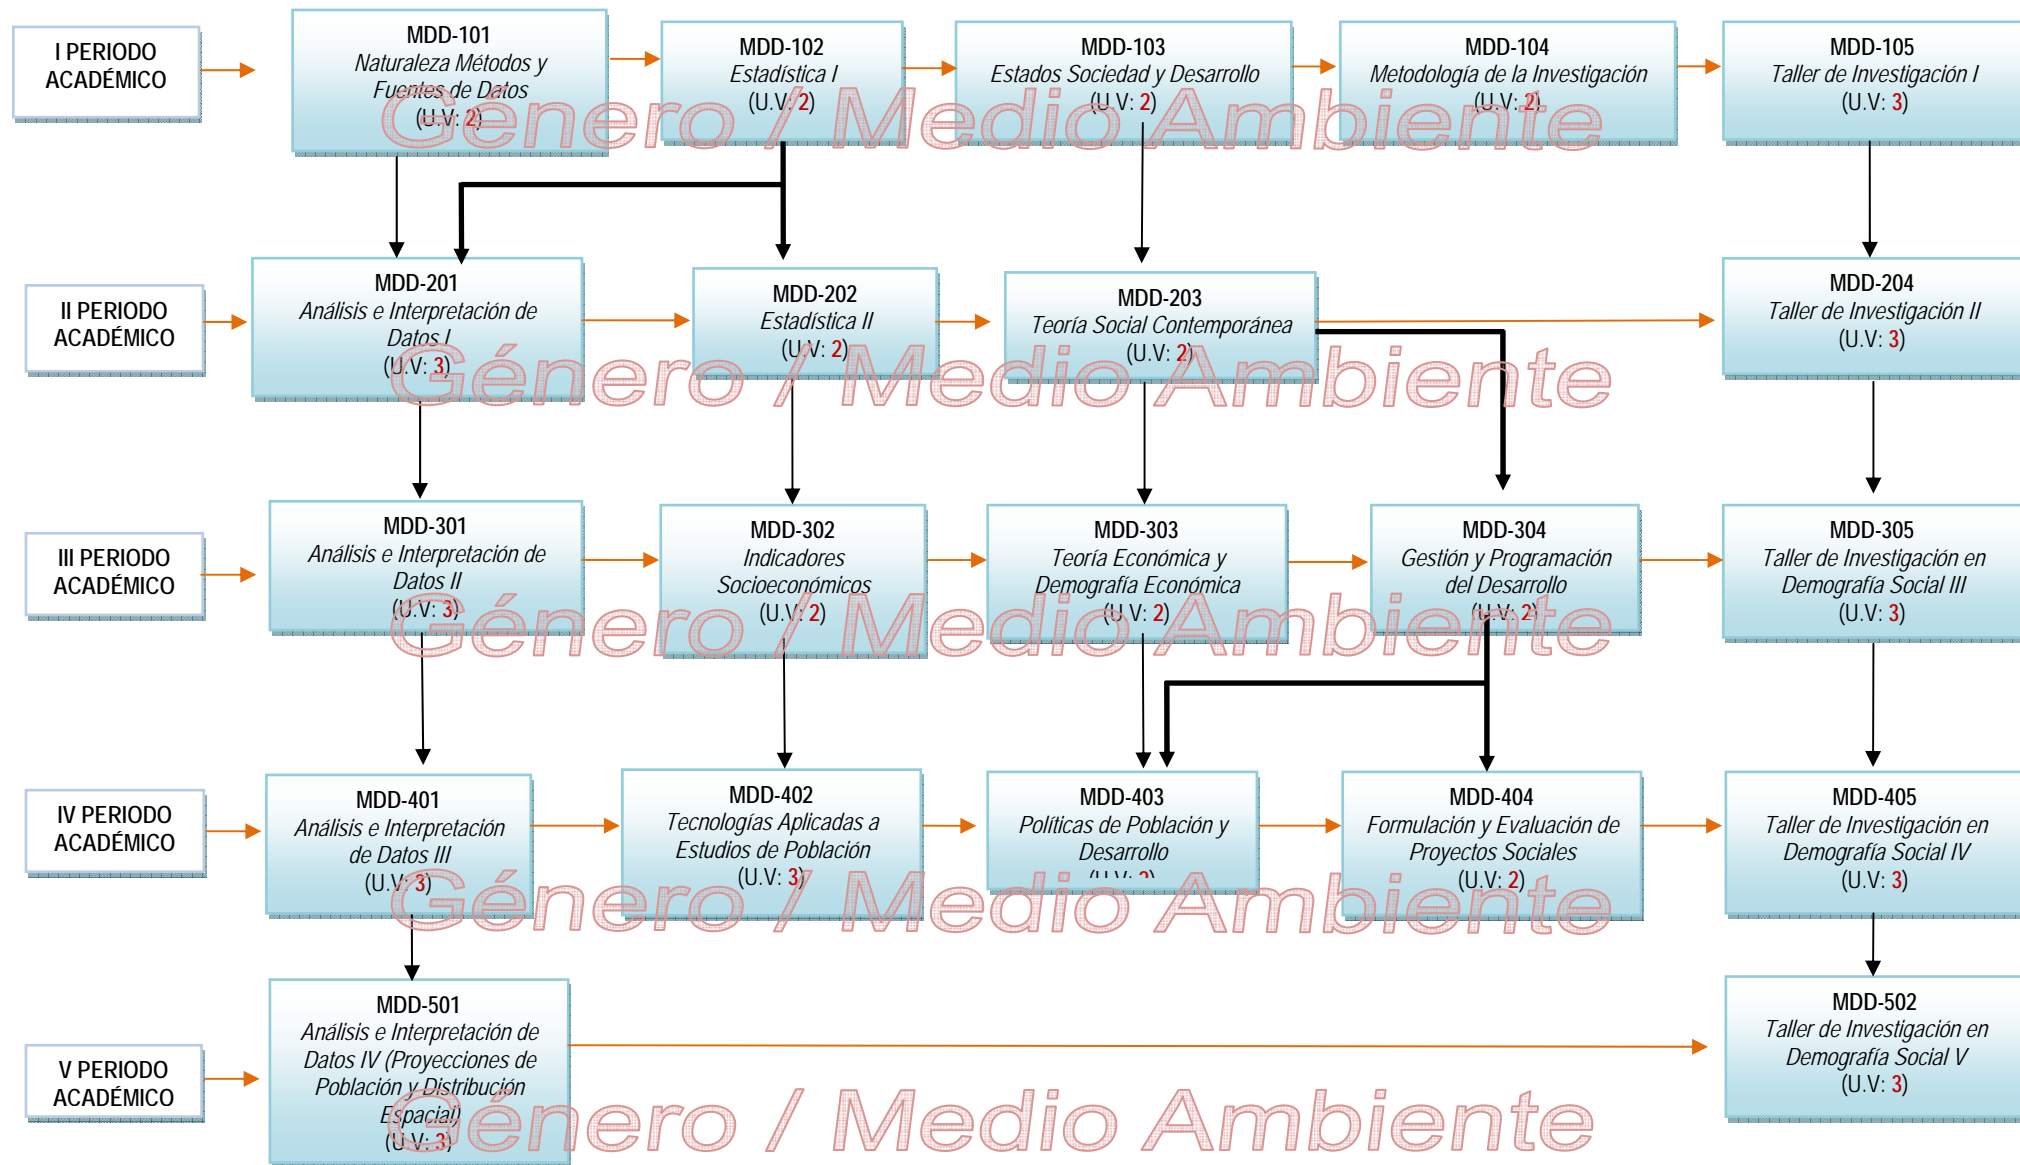 I PERIODO
ACADÉMICO
MDD-101
Naturaleza Métodos y
Fuentes de Datos
(U.V: 2)
MDD-102
Estadística I
(U.V: 2)
MDD-103
Estados Sociedad y Desarrollo
(U.V: 2)
MDD-104
Metodología de la Investigación
(U.V: 2)
MDD-105
Taller de Investigación I
(U.V: 3)
Género / Medio Ambiente
II PERIODO
ACADÉMICO
MDD-201
Análisis e Interpretación de
Datos I
(U.V: 3)
MDD-202
Estadística II
(U.V: 2)
MDD-203
Teoría Social Contemporánea
(U.V: 2)
MDD-204
Taller de Investigación II
(U.V: 3)
Género / Medio Ambiente
III PERIODO
ACADÉMICO
MDD-301
Análisis e Interpretación de
Datos II
(U.V: 3)
MDD-302
Indicadores
Socioeconómicos
(U.V: 2)
MDD-303
Teoría Económica y
Demografía Económica
(U.V: 2)
MDD-304
Gestión y Programación
del Desarrollo
(U.V: 2)
MDD-305
Taller de Investigación en
Demografía Social III
(U.V: 3)
Género / Medio Ambiente
IV PERIODO
ACADÉMICO
MDD-401
Análisis e Interpretación
de Datos III
(U.V: 3)
MDD-402
Tecnologías Aplicadas a
Estudios de Población
(U.V: 3)
MDD-403
Políticas de Población y
Desarrollo
MDD-404
Formulación y Evaluación de
Proyectos Sociales
(U.V: 2)
MDD-405
Taller de Investigación en
Demografía Social IV
(U.V: 3)
Género / Medio Ambiente
V PERIODO
ACADÉMICO
MDD-501
Análisis e Interpretación de
Datos IV (Proyecciones de
Población y Distribución
Espacial)
(U.V: 3)
MDD-502
Taller de Investigación en
Demografía Social V
(U.V: 3)
Género / Medio Ambiente